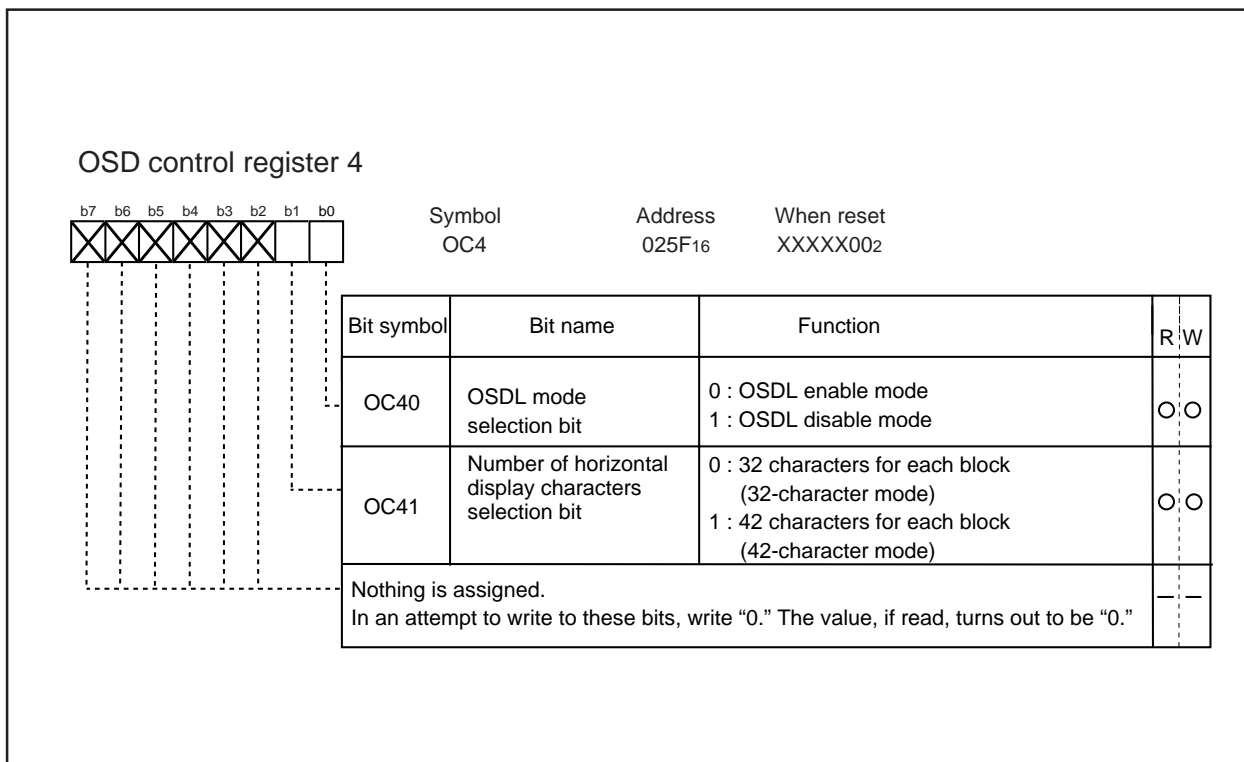 OSD control register 4
b7 b6 b5 b4 b3 b2 b1 b0
Symbol Address When reset
OC4 025F16 XXXXX002
Bit symbol Bit name Function R W
OC40 OSDL mode selection bit
0 : OSDL enable mode
1 : OSDL disable mode
OC41 Number of horizontal display characters selection bit
0 : 32 characters for each block
(32-character mode)
1 : 42 characters for each block
(42-character mode)
Nothing is assigned.
In an attempt to write to these bits, write “0.” The value, if read, turns out to be “0.”